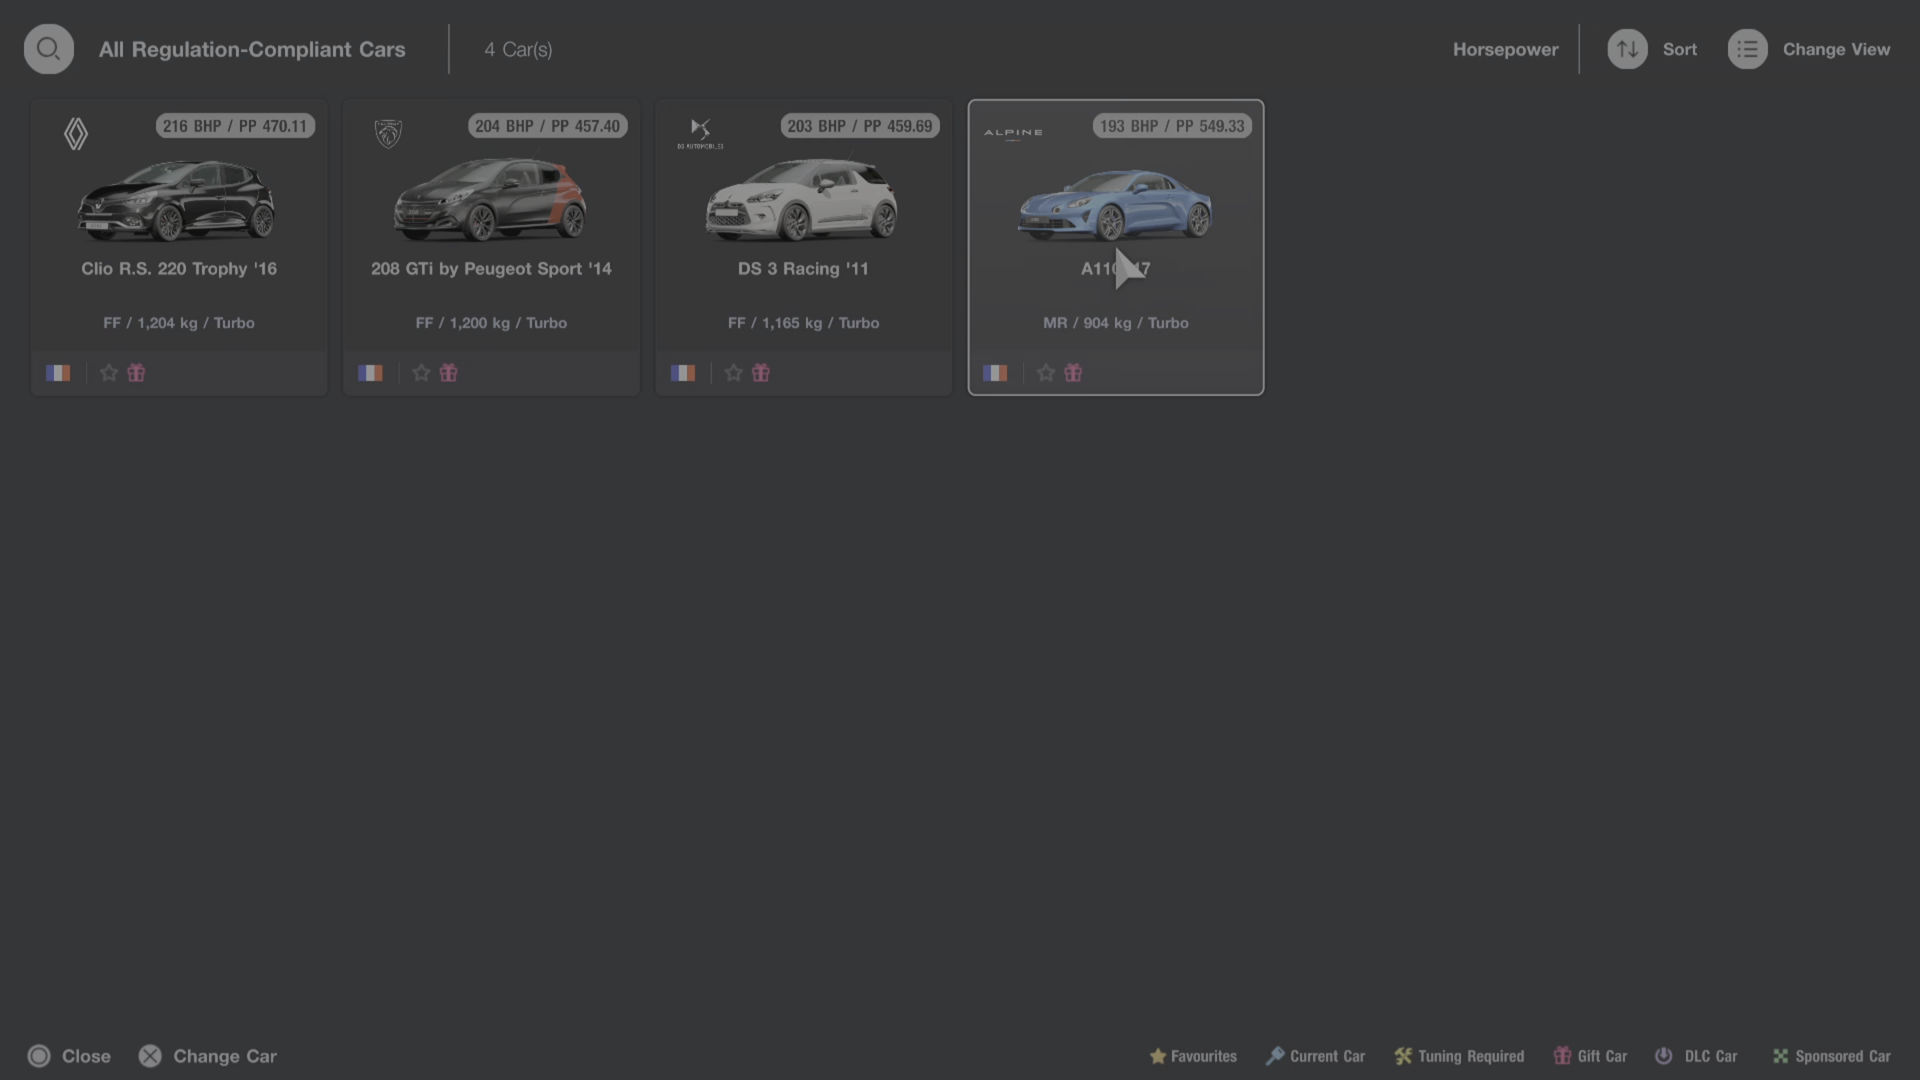 All Regulation-Compliant Cars
4 Car(s)
Horsepower
Sort
Change View
216 BHP / PP 470.11
Clio R.S. 220 Trophy '16
FF / 1,204 kg / Turbo
204 BHP / PP 457.40
208 GTi by Peugeot Sport '14
FF / 1,200 kg / Turbo
DS AUTOMOBILES
203 BHP / PP 459.69
DS 3 Racing '11
FF / 1,165 kg / Turbo
ALPINE
193 BHP / PP 549.33
MR / 904 kg / Turbo
Close
Change Car
Favourites
Current Car
Tuning Required
Gift Car
DLC Car
Sponsored Car